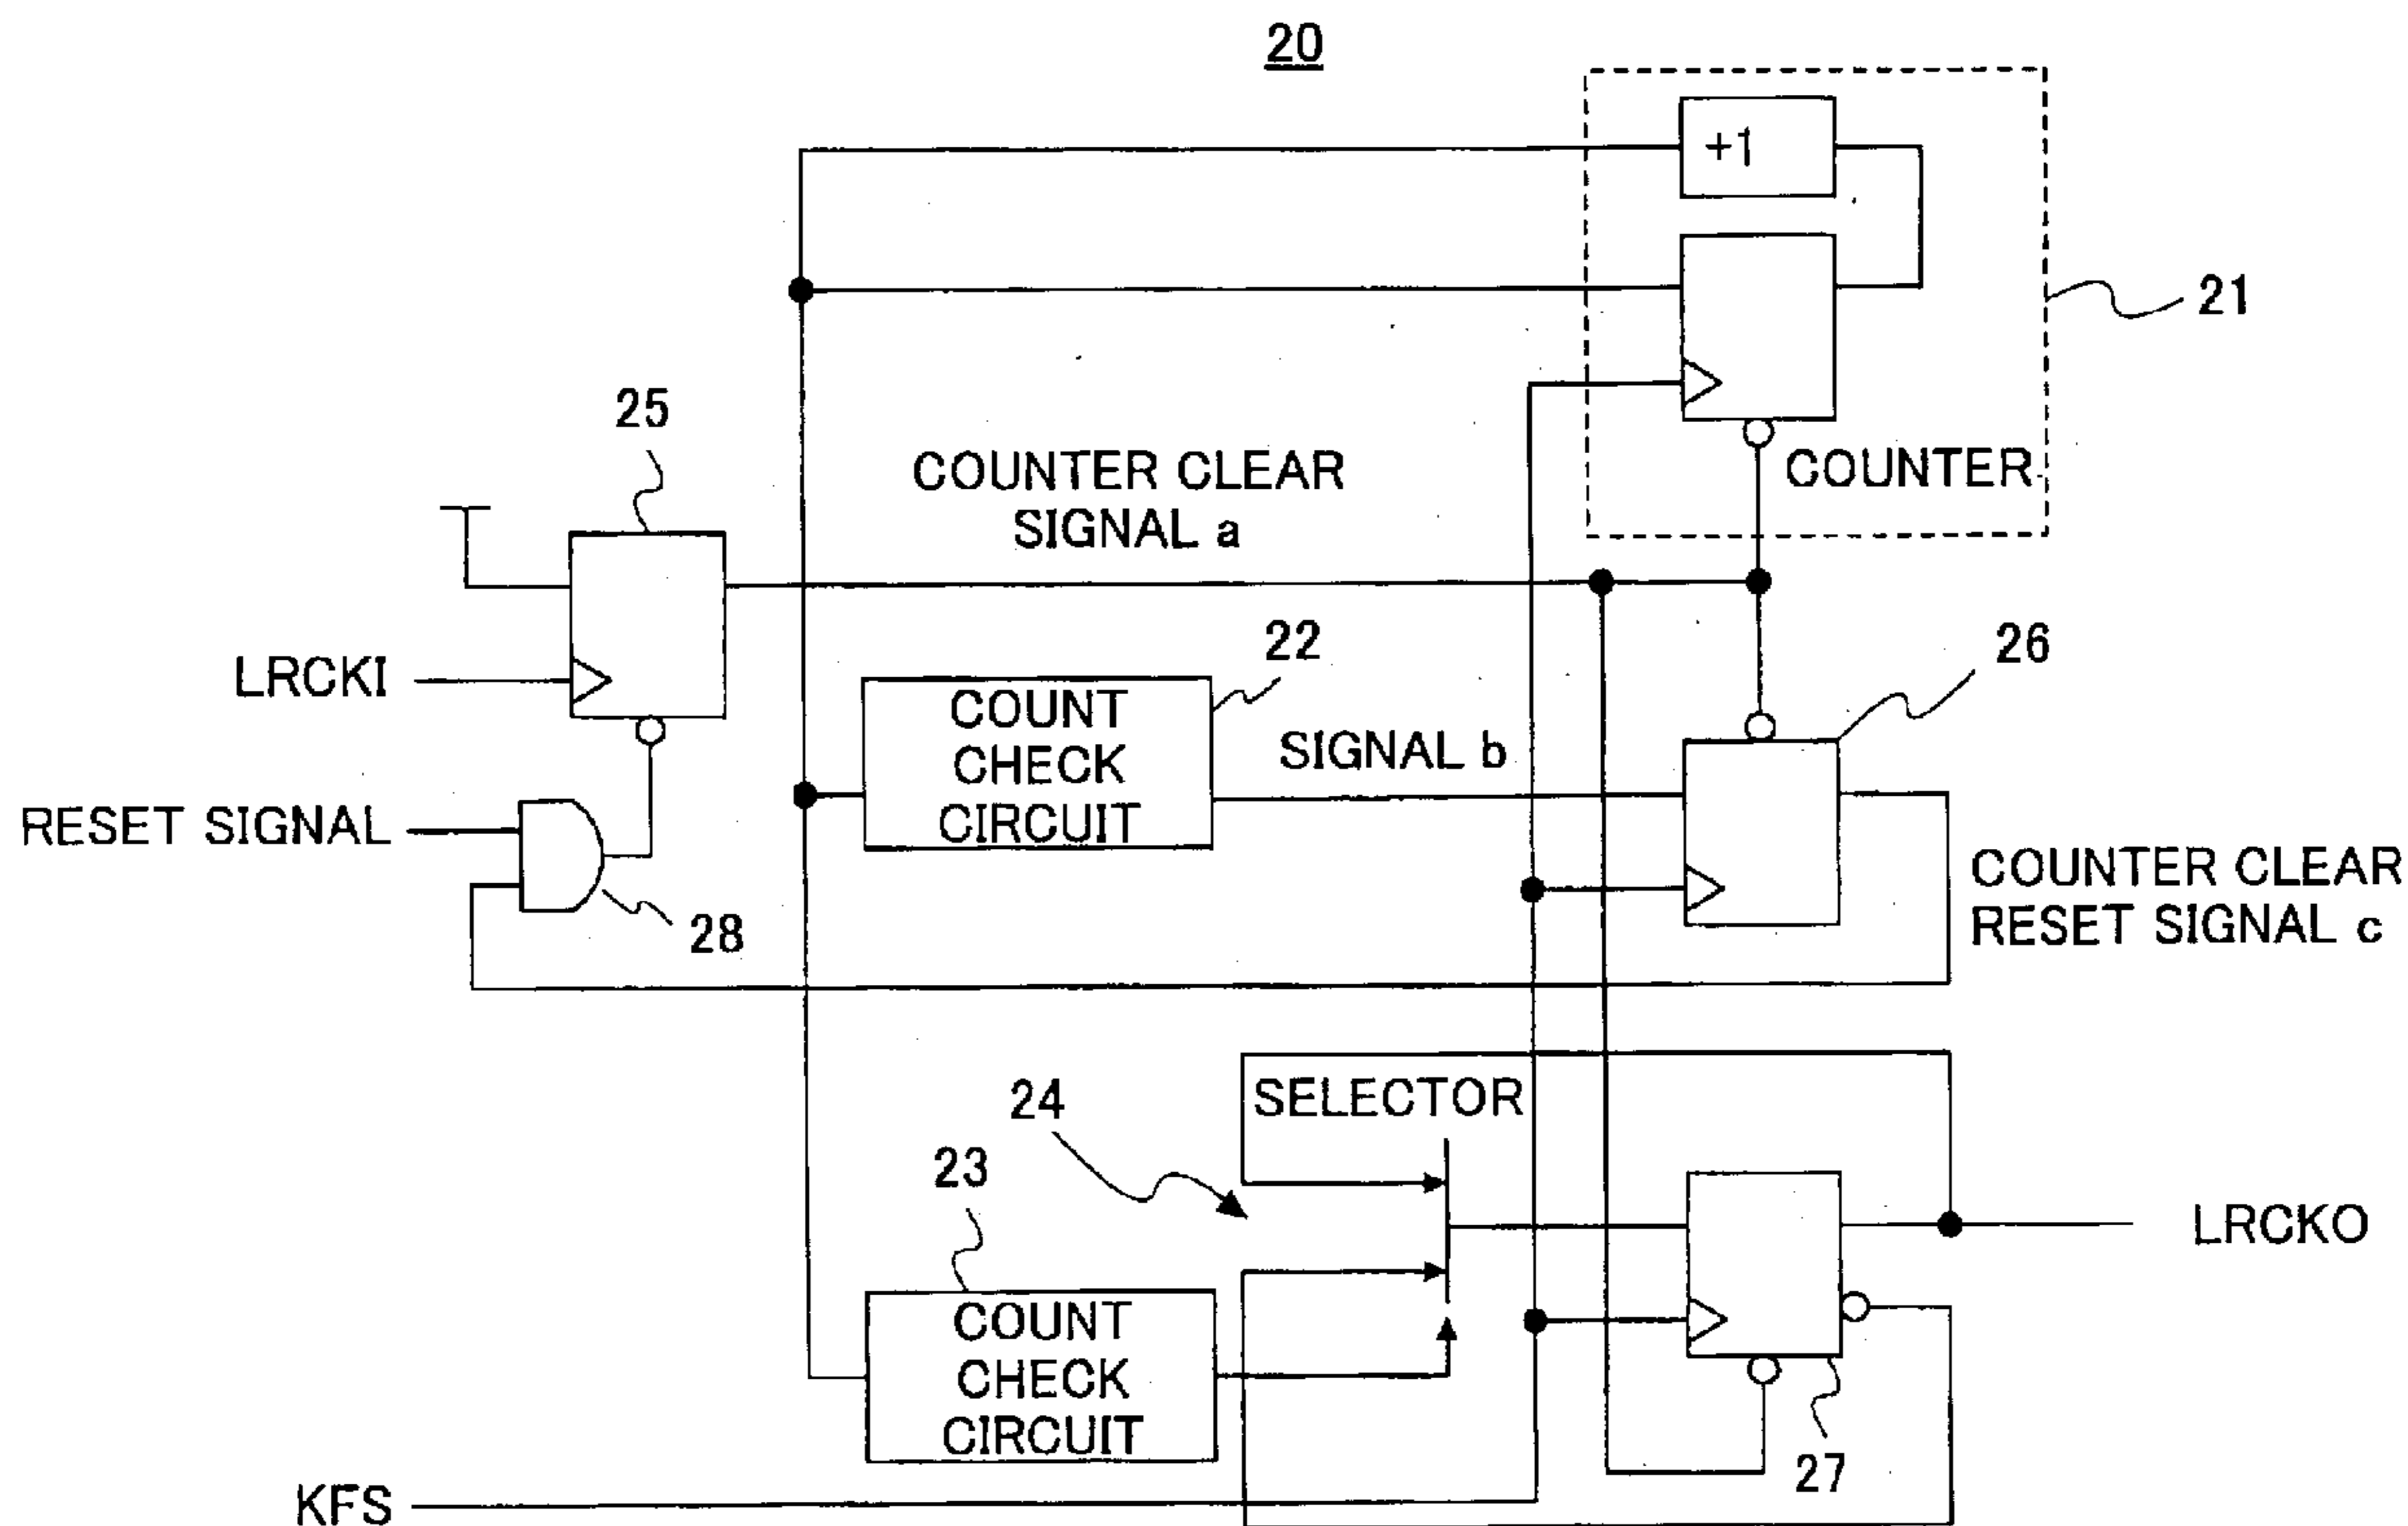 20
+1
21
COUNTER
25
COUNTER CLEAR
SIGNAL a
LRCKI
22
COUNT
CHECK
CIRCUIT
SIGNAL b
26
RESET SIGNAL
28
COUNTER CLEAR
RESET SIGNAL c
24
SELECTOR
23
COUNT
CHECK
CIRCUIT
LRCKO
27
KFS